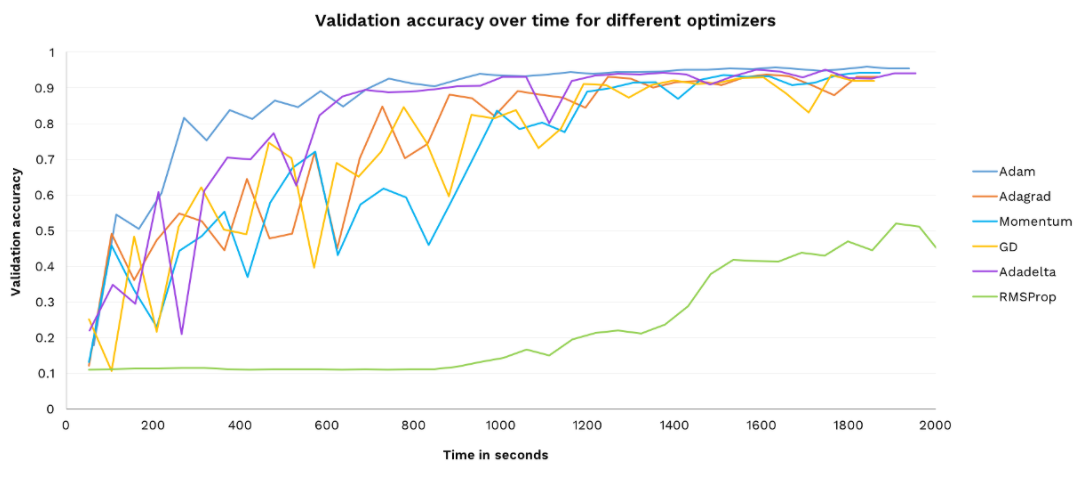 Validation accuracy over time for different optimizers
1
0.9
0.8
0.7
0.6
0.5
0.4
0.3
0.2
0.1
0
Validation accuracy
0 200 400 600 800 1000 1200 1400 1600 1800 2000
Time in seconds
Adam
Adagrad
Momentum
GD
Adadelta
RMSProp